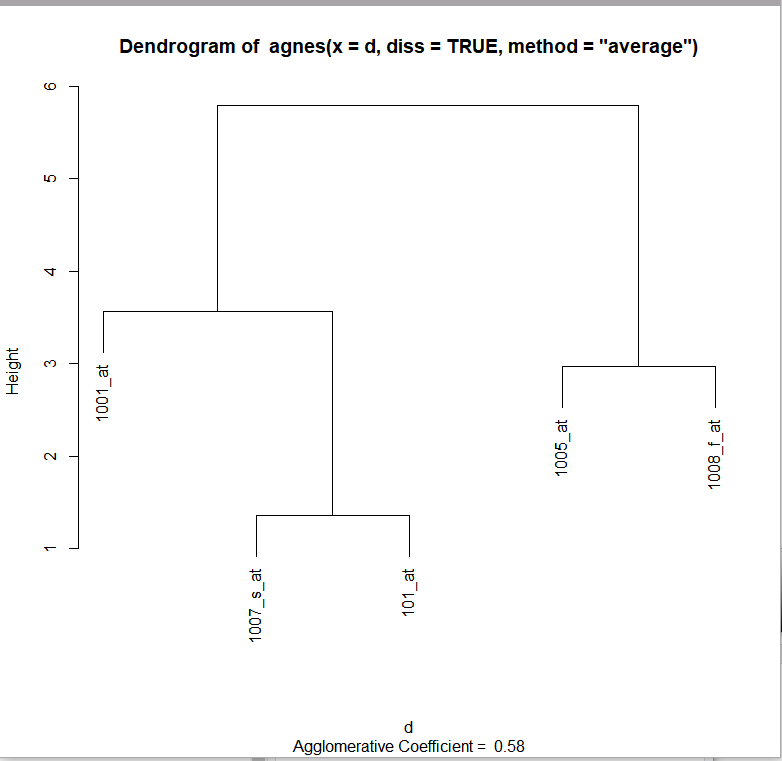 Dendrogram of  agnes(x = d, diss = TRUE, method = "average")
6
5
4
3
2
1
Height
1001_at
1007_s_at
101_at
1005_at
1008_f_at
d
Agglomerative Coefficient =  0.58